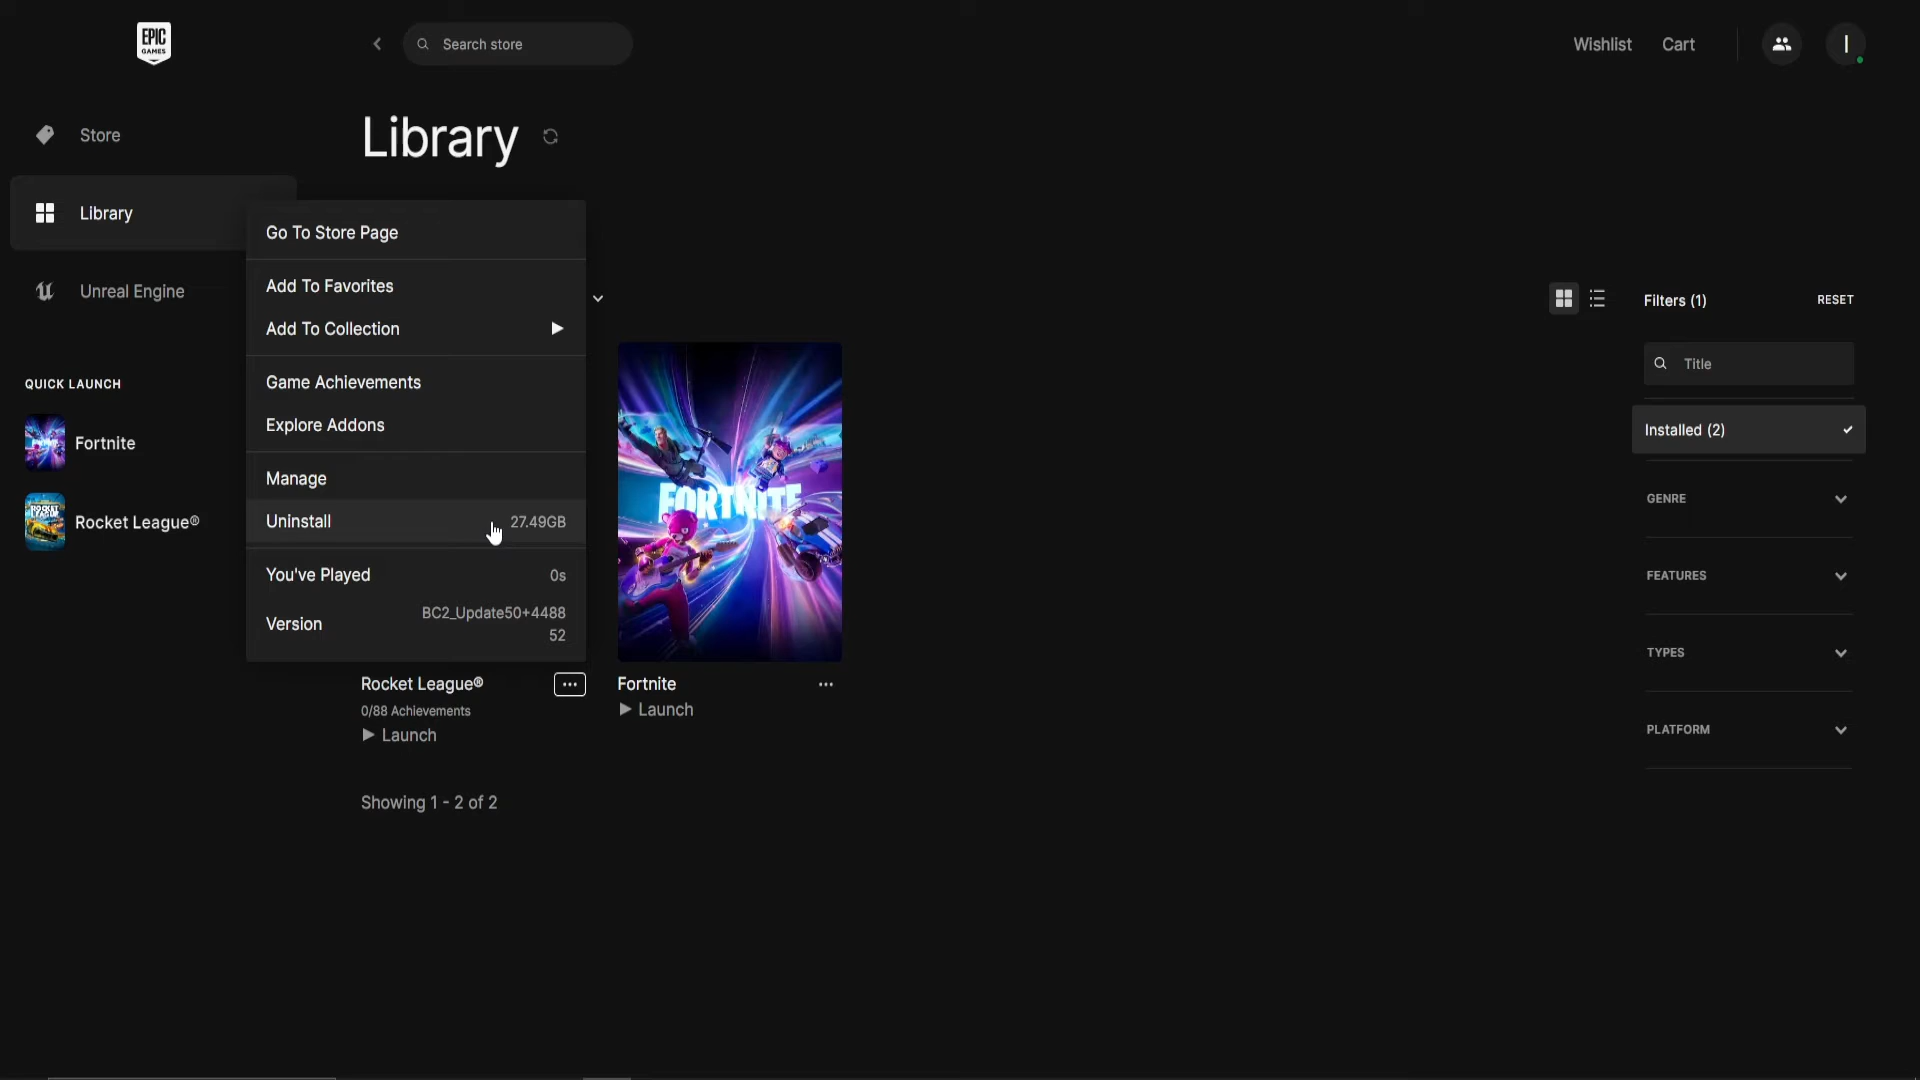 EPIC
GAMES
Search store
Wishlist
Cart
I
Store
Library
Library
Unreal Engine
Go To Store Page
Add To Favorites
Add To Collection
Game Achievements
Explore Addons
Manage
Uninstall 27.49GB
You've Played 0s
Version BC2_Update50+4488
52
QUICK LAUNCH
Fortnite
ROCKET
LEAGUE
Rocket League®
FORTNITE
Rocket League®
0/88 Achievements
Launch
Fortnite
Launch
Showing 1 - 2 of 2
Filters (1)
RESET
Title
Installed (2)
GENRE
FEATURES
TYPES
PLATFORM